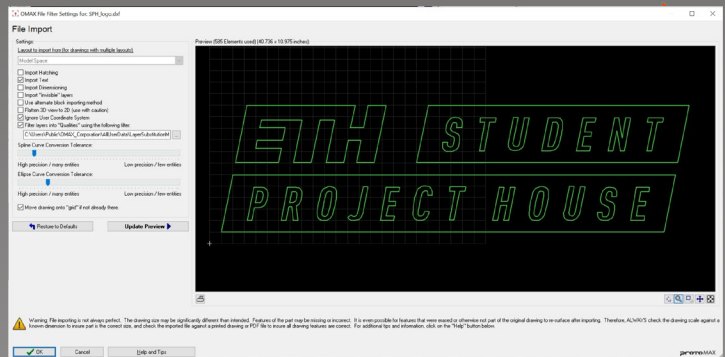 OMAX File Filter Settings for: SPH_logo.dxf
File Import
Settings:
Layout to import from (for drawings with multiple layouts).
Model Space
Import Hatching
Import Text
Import Dimensioning
Import "Invisible" layers
Use alternate block importing method
Flatten 3D view to 2D (use with caution)
Ignore User Coordinate System
Filter layers into "Qualities" using the following filter:
C:\Users\Public\OMAX_Corporation\AllUserData\LayerSubstitutionM
Spline Curve Conversion Tolerance:
High precision / many entities Low precision / few entities
Ellipse Curve Conversion Tolerance:
High precision / many entities Low precision / few entities
Move drawing onto "grid" if not already there.
Restore to Defaults Update Preview
Preview (595 Elements used) (40.736 x 10.975 inches)
ETH STUDENT
PROJECT HOUSE
Warning: File importing is not always perfect. The drawing size may be significantly different than intended. Features of the part may be missing or incorrect. It is even possible for features that were erased or otherwise not part of the original drawing to re-surface after importing. Therefore, ALWAYS check the drawing scale against a
known dimension to insure part is the correct size, and check the imported file against a printed drawing or PDF file to insure all drawing features are correct. For additional tips and information, click on the "Help" button below.
OK Cancel Help and Tips
protoMAX